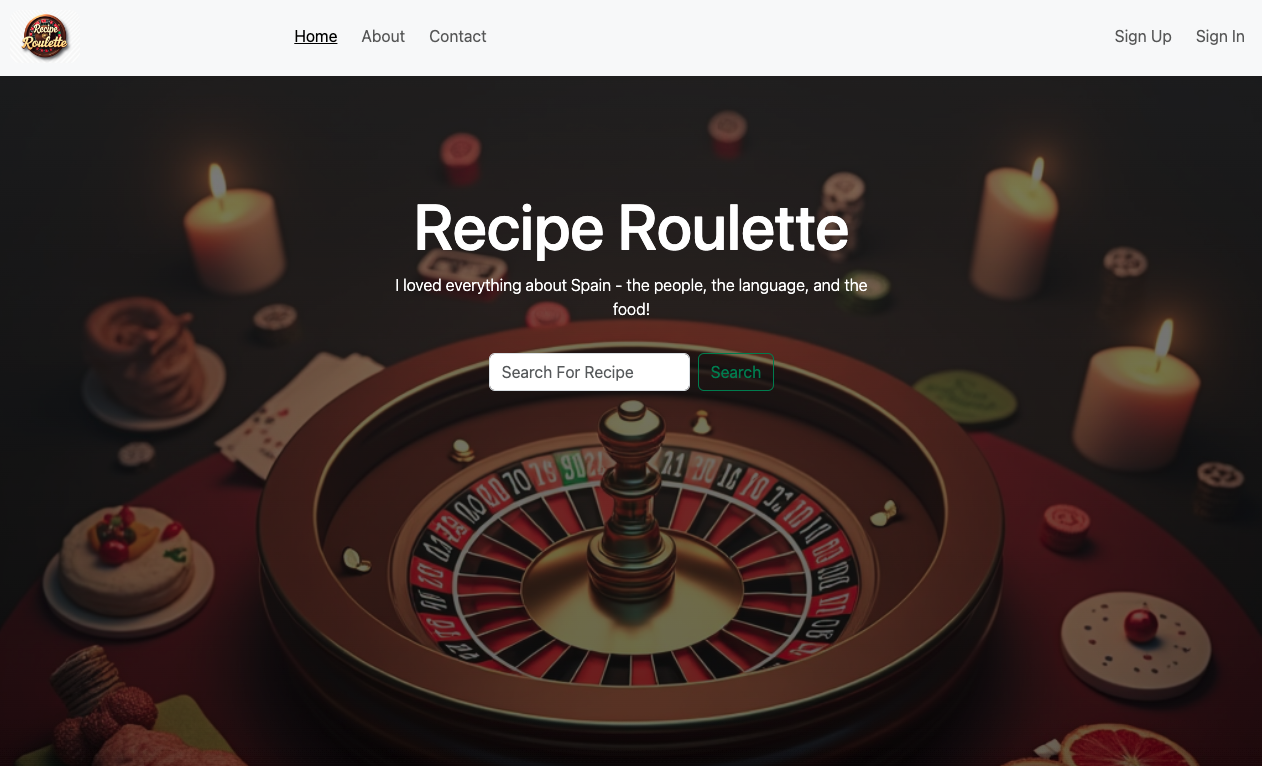 Recipe
Roulette
Home
About
Contact
Sign Up
Sign In
Recipe Roulette
I loved everything about Spain - the people, the language, and the
food!
Search For Recipe
Search